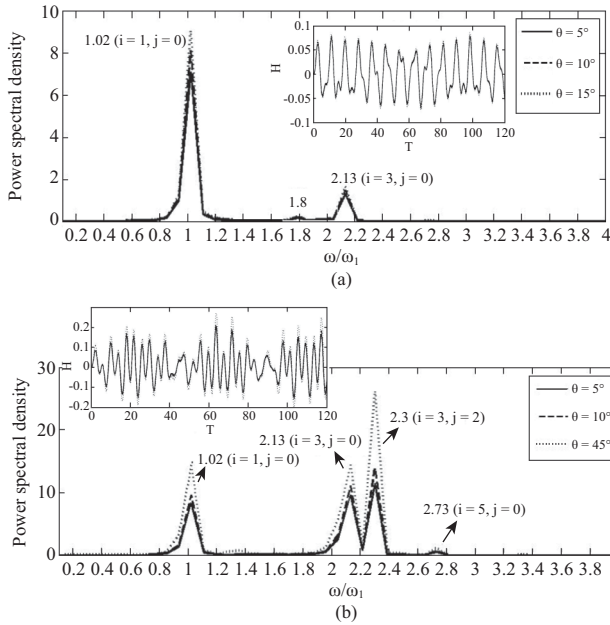 (a)
10
8
6
4
2
0
Power spectral density
1.02 (i = 1, j = 0)
1.8
2.13 (i = 3, j = 0)
0.1
0.05
0
-0.05
-0.1
H
0 20 40 60 80 100 120
T
θ = 5°
θ = 10°
θ = 15°
0.2 0.4 0.6 0.8 1 1.2 1.4 1.6 1.8 2 2.2 2.4 2.6 2.8 3 3.2 3.4 3.6 3.8 4
ω/ω1
(a)
0.2
0.1
0
-0.1
-0.2
H
0 20 40 60 80 100 120
T
30
20
10
0
Power spectral density
1.02 (i = 1, j = 0)
2.13 (i = 3, j = 0)
2.3 (i = 3, j = 2)
2.73 (i = 5, j = 0)
θ = 5°
θ = 10°
θ = 45°
0.2 0.4 0.6 0.8 1 1.2 1.4 1.6 1.8 2 2.2 2.4 2.6 2.8 3 3.2 3.4 3.6 3.8
ω/ω1
(b)